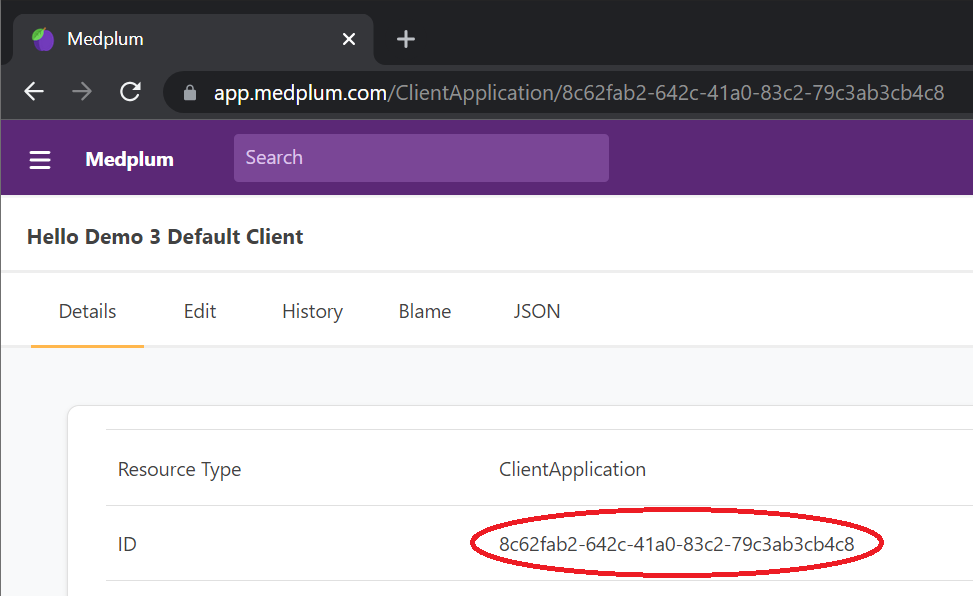 Medplum
app.medplum.com/ClientApplication/8c62fab2-642c-41a0-83c2-79c3ab3cb4c8
Medplum Search
Hello Demo 3 Default Client
Details Edit History Blame JSON
Resource Type ClientApplication
ID 8c62fab2-642c-41a0-83c2-79c3ab3cb4c8